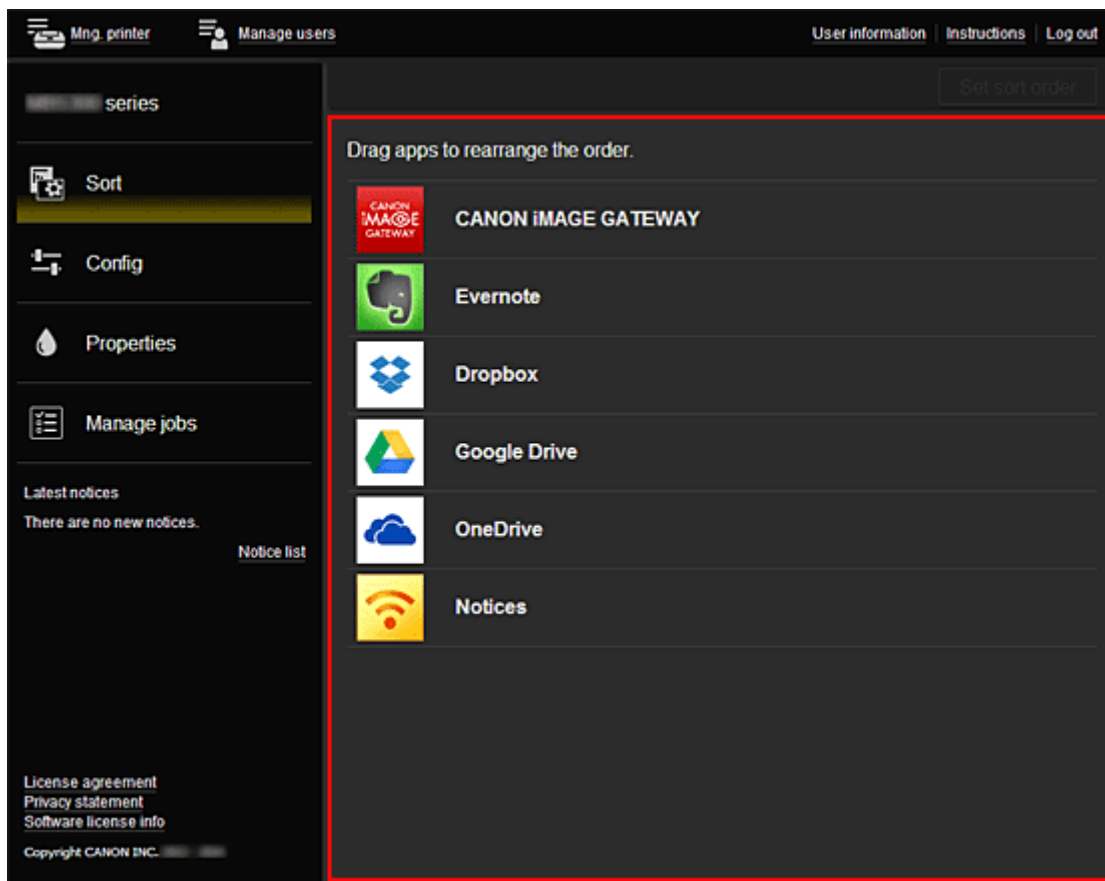 Mng. printer
Manage users
User information
Instructions
Log out
series
Set sort order
Sort
Config
Properties
Manage jobs
Latest notices
There are no new notices.
Notice list
License agreement
Privacy statement
Software license info
Copyright CANON INC.
Drag apps to rearrange the order.
CANON
iMAGE
GATEWAY
CANON iMAGE GATEWAY
Evernote
Dropbox
Google Drive
OneDrive
Notices